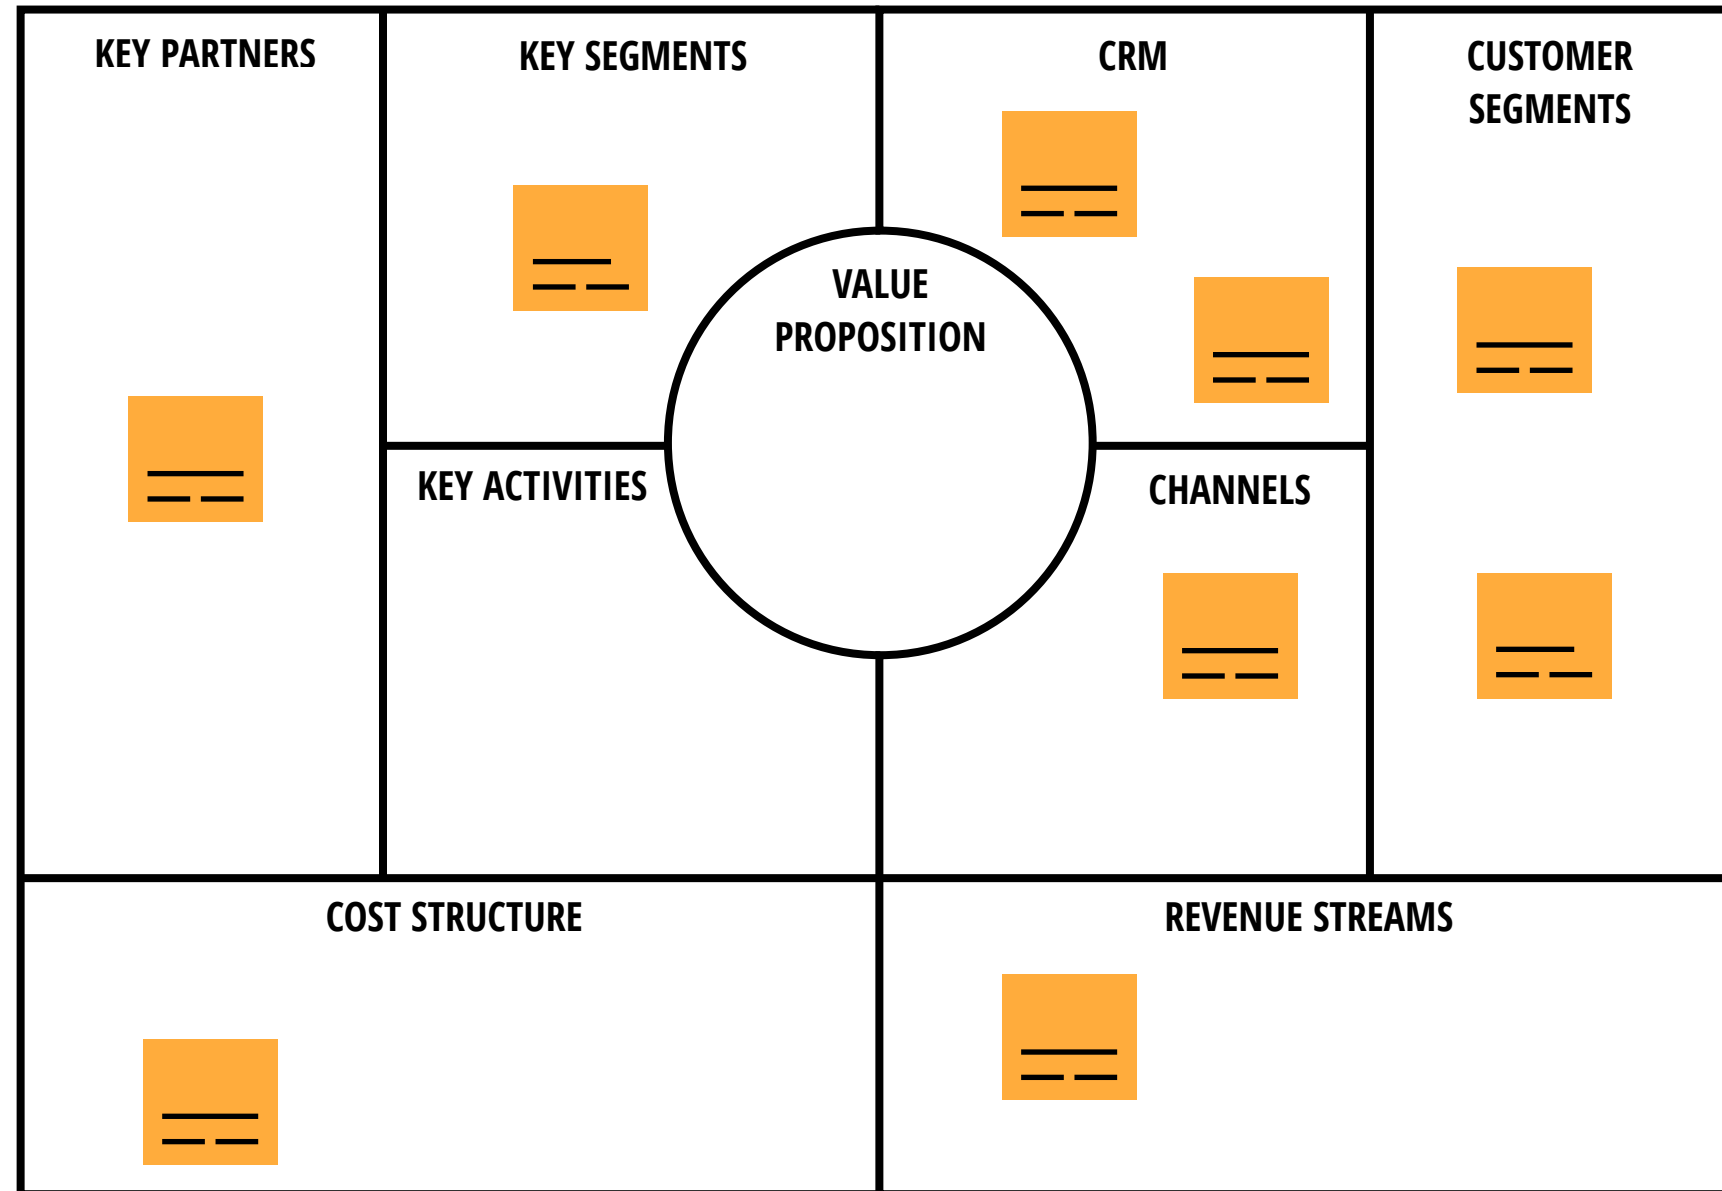 KEY PARTNERS
KEY SEGMENTS
CRM
CUSTOMER
SEGMENTS
VALUE
PROPOSITION
KEY ACTIVITIES
CHANNELS
COST STRUCTURE
REVENUE STREAMS